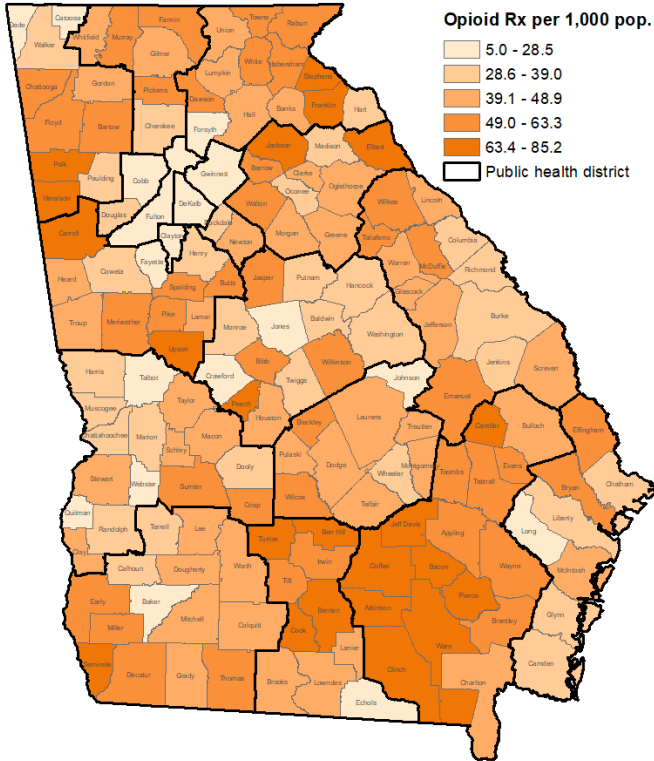 Opioid Rx per 1,000 pop.
5.0 - 28.5
28.6 - 39.0
39.1 - 48.9
49.0 - 63.3
63.4 - 85.2
Public health district
Dade
Catoosa
Walker
Whitfield
Murray
Fannin
Gilmer
Union
Towns
Rabun
Lumpkin
White
Habersham
Stephens
Chattooga
Gordon
Pickens
Dawson
Hall
Banks
Franklin
Hart
Floyd
Bartow
Cherokee
Forsyth
Jackson
Madison
Elbert
Polk
Paulding
Cobb
Gwinnett
Barrow
Clarke
Oglethorpe
Oconee
Haralson
Douglas
Fulton
DeKalb
Rockdale
Walton
Wilkes
Lincoln
Carroll
Clayton
Newton
Morgan
Greene
Taliaferro
Columbia
McDuffie
Fayette
Henry
Warren
Richmond
Heard
Coweta
Spalding
Butts
Jasper
Putnam
Hancock
Glascock
Troup
Meriwether
Pike
Lamar
Monroe
Jones
Baldwin
Washington
Jefferson
Burke
Upson
Harris
Talbot
Crawford
Bibb
Twiggs
Wilkinson
Johnson
Jenkins
Screven
Muscogee
Taylor
Peach
Houston
Bleckley
Laurens
Emanuel
Candler
Bulloch
Effingham
Chattahoochee
Marion
Schley
Macon
Pulaski
Dodge
Treutlen
Montgomery
Wheeler
Toombs
Tattnall
Evans
Bryan
Chatham
Stewart
Webster
Sumter
Dooly
Crisp
Wilcox
Telfair
Quitman
Randolph
Terrell
Lee
Turner
Ben Hill
Jeff Davis
Appling
Long
Liberty
Clay
Calhoun
Dougherty
Worth
Tift
Irwin
Coffee
Bacon
Wayne
McIntosh
Early
Baker
Mitchell
Colquitt
Berrien
Atkinson
Pierce
Brantley
Glynn
Miller
Cook
Lanier
Ware
Seminole
Decatur
Grady
Thomas
Brooks
Lowndes
Clinch
Charlton
Camden
Echols